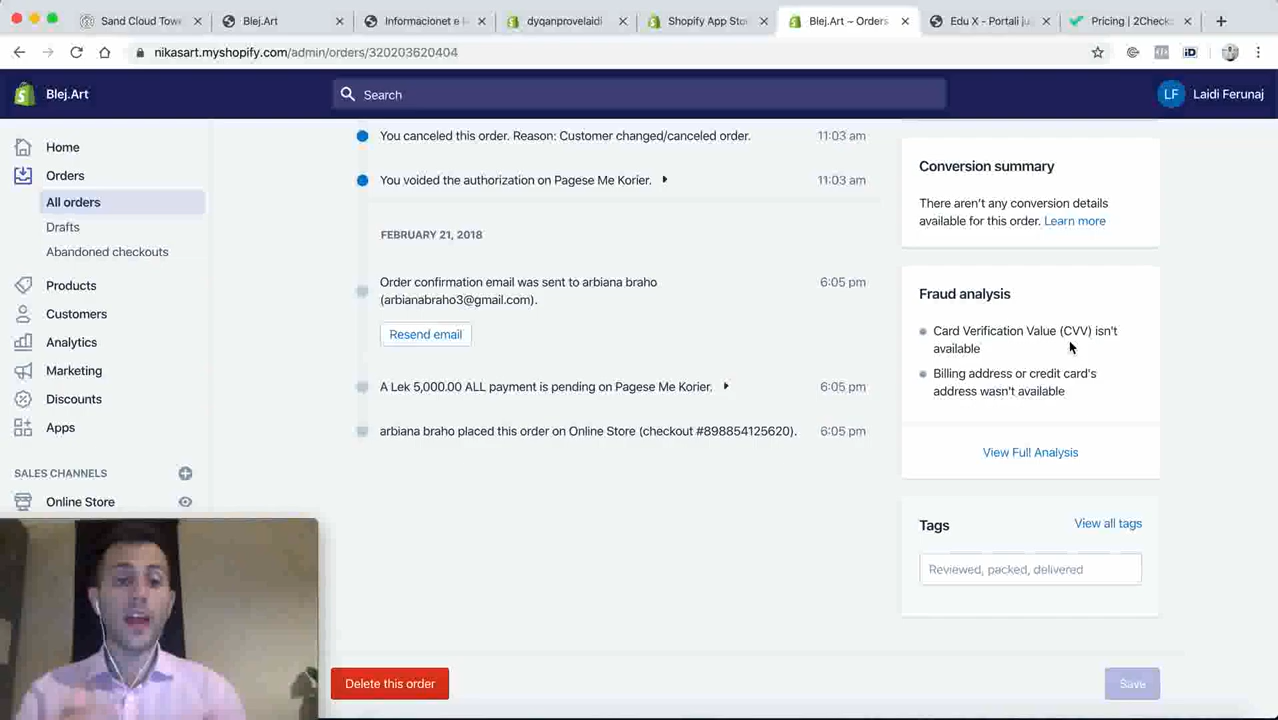 Sand Cloud Tow
Blej.Art
Informacionet e
dyqanprovelaidi
Shopify App Sto
Blej.Art ~ Orders
Edu X - Portali ju
Pricing | 2Check
nikasart.myshopify.com/admin/orders/320203620404
Blej.Art
Search
LF
Laidi Ferunaj
Home
Orders
All orders
Drafts
Abandoned checkouts
Products
Customers
Analytics
Marketing
Discounts
Apps
SALES CHANNELS
Online Store
You canceled this order. Reason: Customer changed/canceled order.
11:03 am
You voided the authorization on Pagese Me Korier.
11:03 am
FEBRUARY 21, 2018
Order confirmation email was sent to arbiana braho
(arbianabraho3@gmail.com).
6:05 pm
Resend email
A Lek 5,000.00 ALL payment is pending on Pagese Me Korier.
6:05 pm
arbiana braho placed this order on Online Store (checkout #898854125620).
6:05 pm
Delete this order
Conversion summary
There aren't any conversion details
available for this order. Learn more
Fraud analysis
Card Verification Value (CVV) isn't
available
Billing address or credit card's
address wasn't available
View Full Analysis
Tags
View all tags
Reviewed, packed, delivered
Save